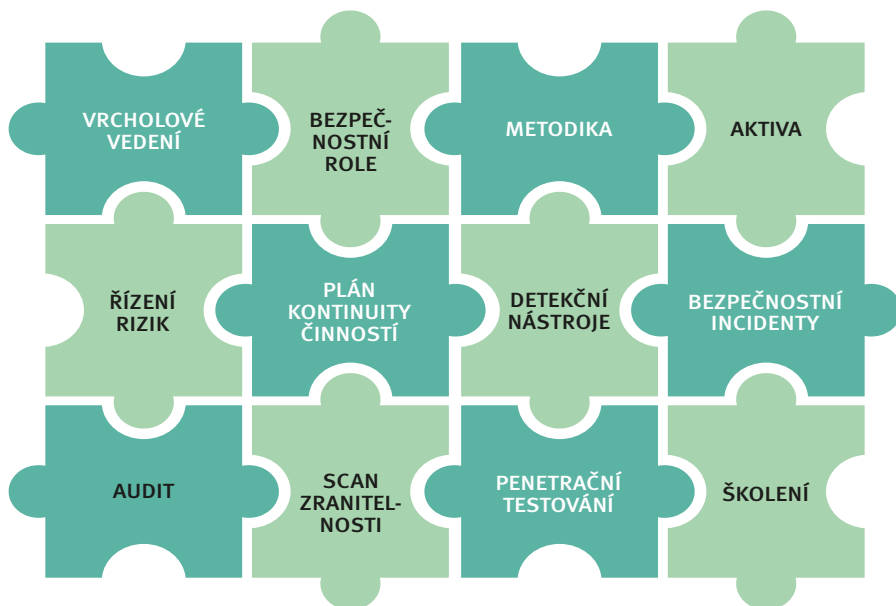 VRCHOLOVÉ
VEDENÍ
BEZPEČ-
NOSTNÍ
ROLE
METODIKA
AKTIVA
ŘÍZENÍ
RIZIK
PLÁN
KONTINUITY
ČINNOSTÍ
DETEKČNÍ
NÁSTROJE
BEZPEČNOSTNÍ
INCIDENTY
AUDIT
SCAN
ZRANITEL-
NOSTI
PENETRAČNÍ
TESTOVÁNÍ
ŠKOLENÍ